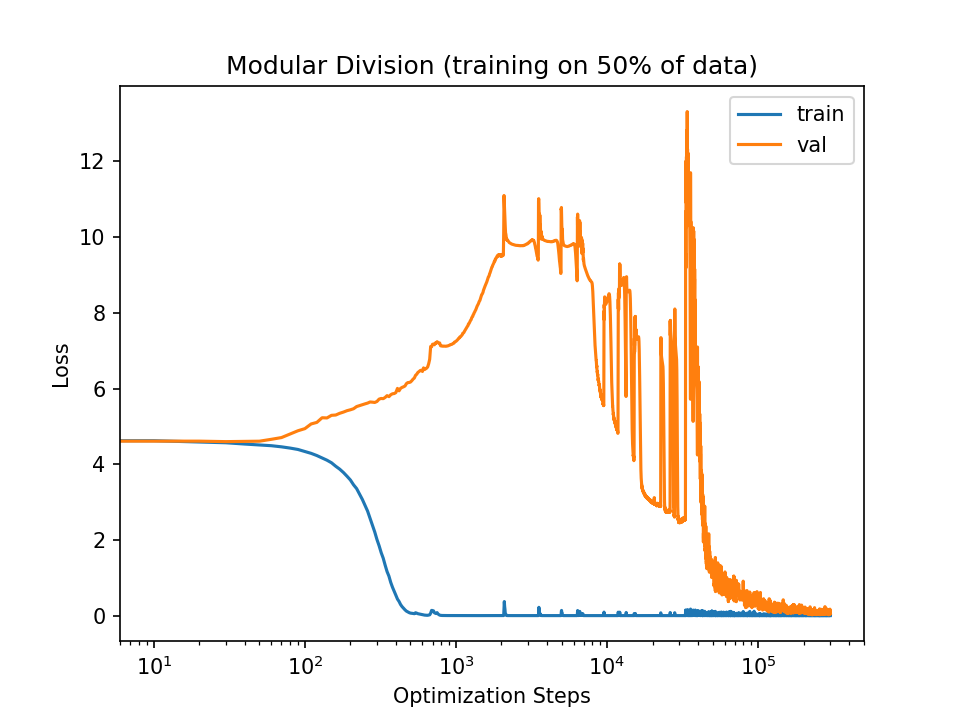 Modular Division (training on 50% of data)
train
val
Loss
12
10
8
6
4
2
0
10¹ 10² 10³ 10⁴ 10⁵
Optimization Steps